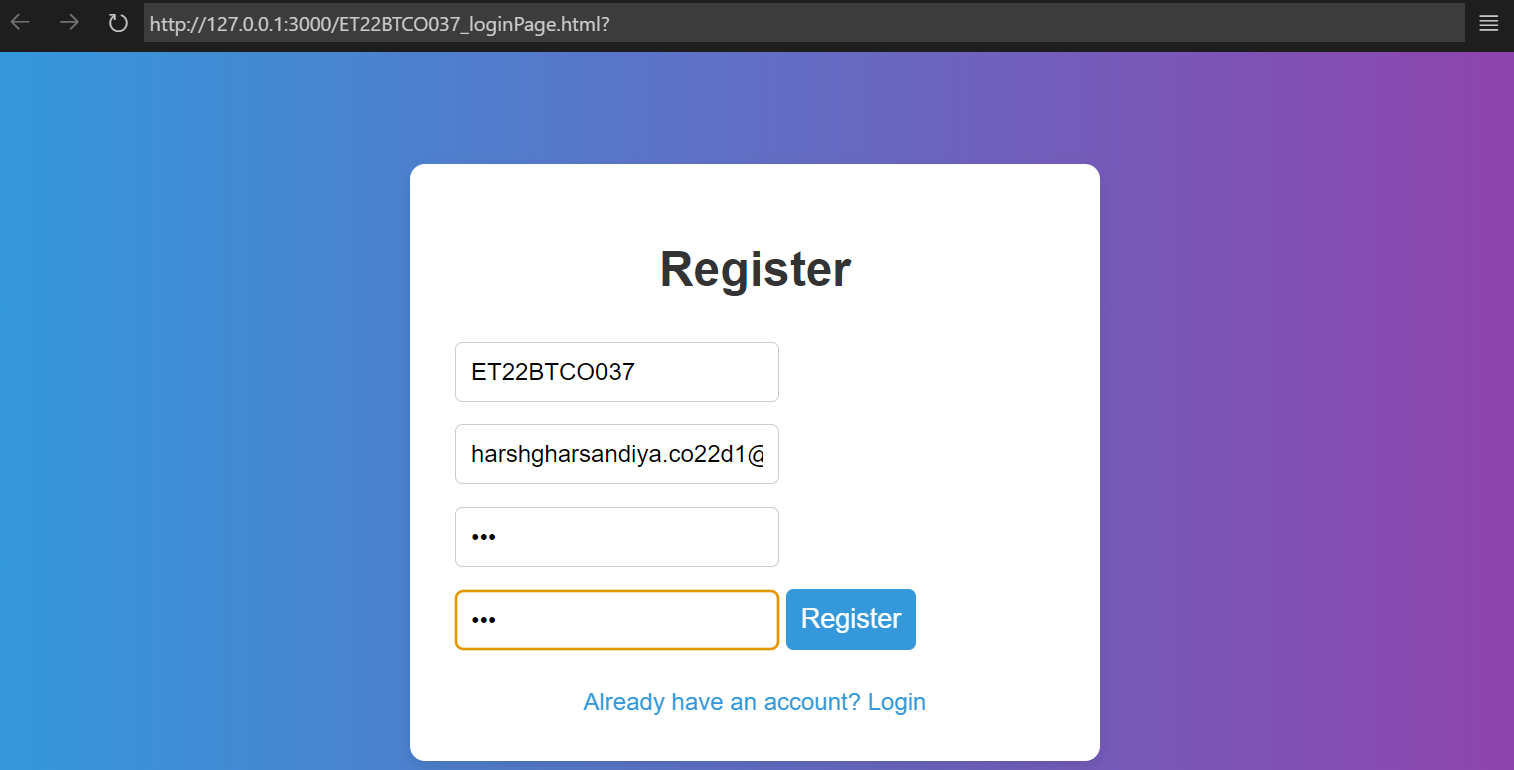 http://127.0.0.1:3000/ET22BTCO037_loginPage.html?
Register
ET22BTCO037
harshgharsandiya.co22d1@
•••
••• Register
Already have an account? Login